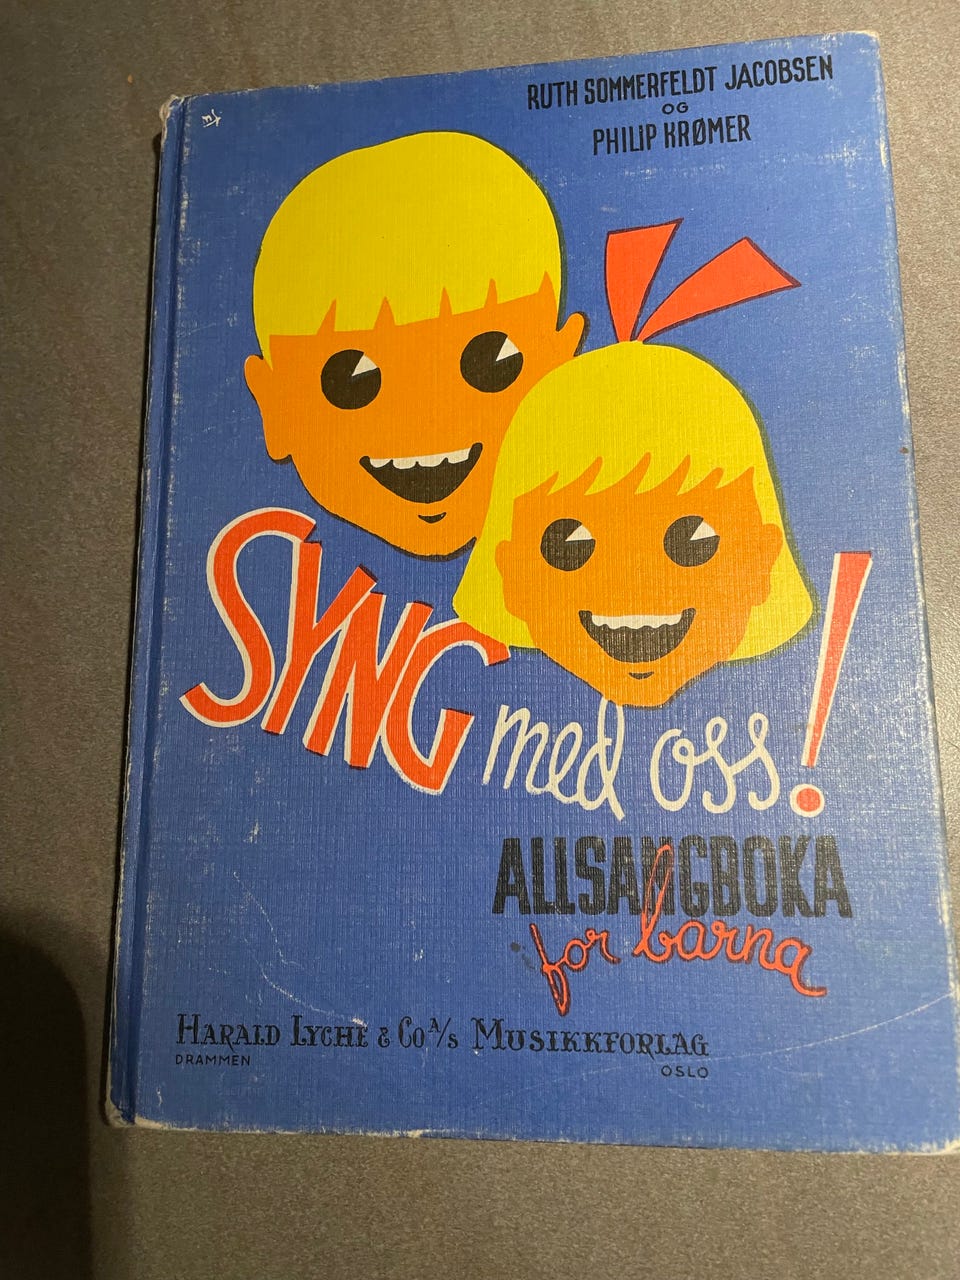 RUTH SOMMERFELDT JACOBSEN
OG
PHILIP KRØMER
SYNG med oss!
ALLSANGBOKA
for barna
HARALD LYCHE & Co A/s MUSIKKFORLAG
DRAMMEN OSLO